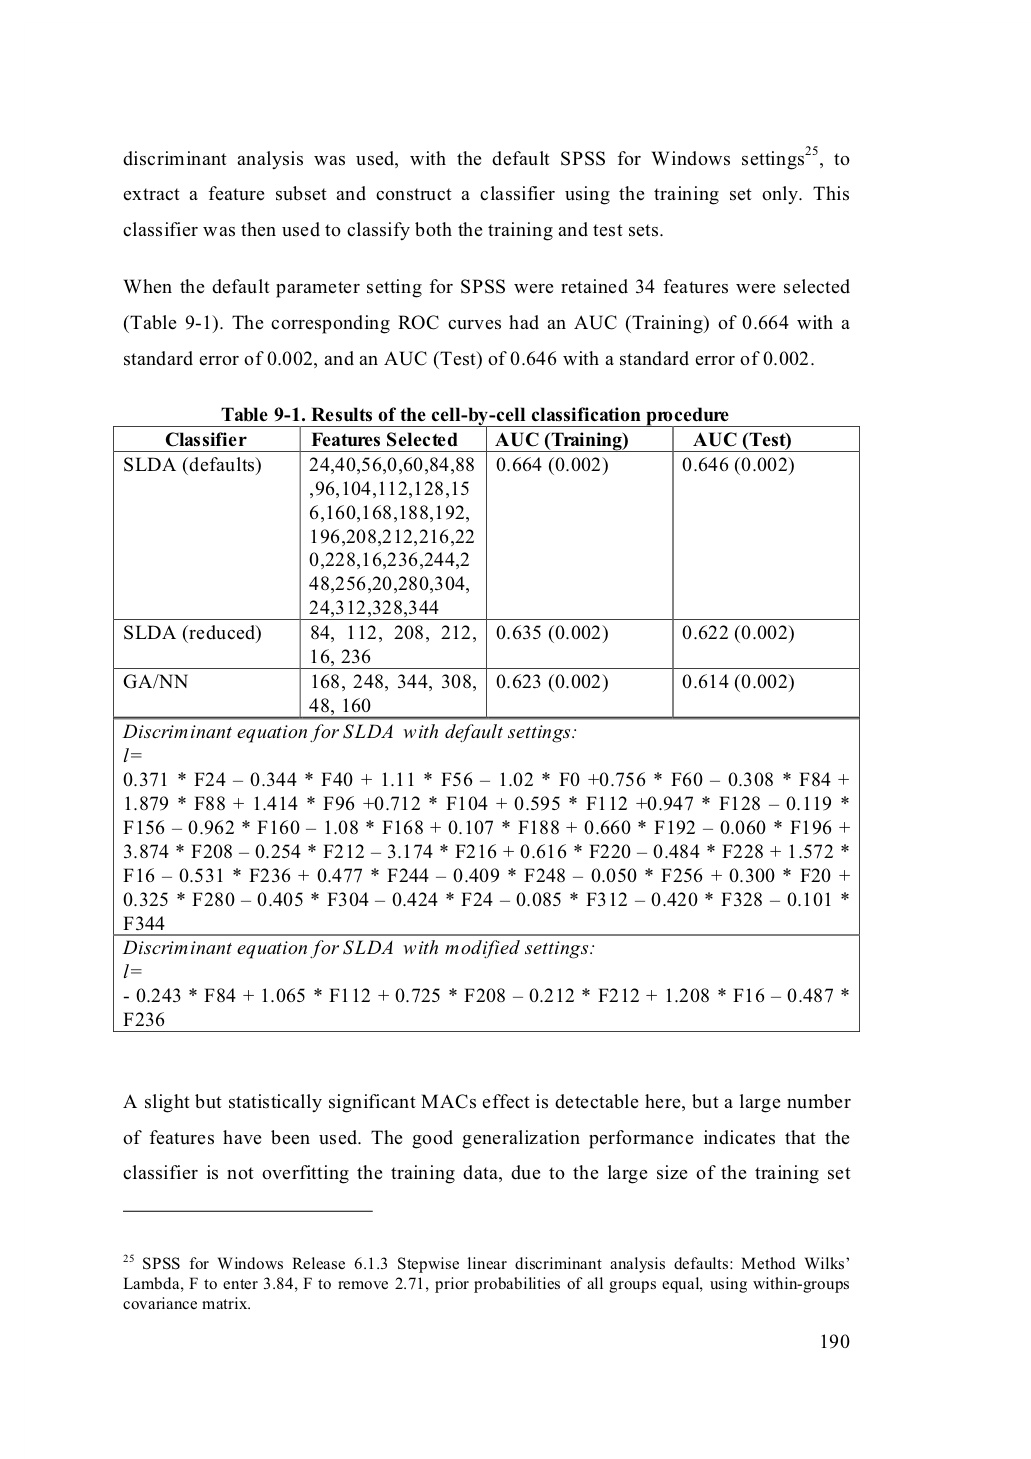 discriminant analysis was used, with the default SPSS for Windows settings25, to
extract a feature subset and construct a classifier using the training set only. This
classifier was then used to classify both the training and test sets.
When the default parameter setting for SPSS were retained 34 features were selected
(Table 9-1). The corresponding ROC curves had an AUC (Training) of 0.664 with a
standard error of 0.002, and an AUC (Test) of 0.646 with a standard error of 0.002.
Table 9-1. Results of the cell-by-cell classification procedure
Classifier Features Selected AUC (Training) AUC (Test)
SLDA (defaults) 24,40,56,0,60,84,88 0.664 (0.002) 0.646 (0.002)
,96,104,112,128,15
6,160,168,188,192,
196,208,212,216,22
0,228,16,236,244,2
48,256,20,280,304,
24,312,328,344
SLDA (reduced) 84, 112, 208, 212, 0.635 (0.002) 0.622 (0.002)
16, 236
GA/NN 168, 248, 344, 308, 0.623 (0.002) 0.614 (0.002)
48, 160
Discriminant equation for SLDA with default settings:
l=
0.371 * F24 – 0.344 * F40 + 1.11 * F56 – 1.02 * F0 +0.756 * F60 – 0.308 * F84 +
1.879 * F88 + 1.414 * F96 +0.712 * F104 + 0.595 * F112 +0.947 * F128 – 0.119 *
F156 – 0.962 * F160 – 1.08 * F168 + 0.107 * F188 + 0.660 * F192 – 0.060 * F196 +
3.874 * F208 – 0.254 * F212 – 3.174 * F216 + 0.616 * F220 – 0.484 * F228 + 1.572 *
F16 – 0.531 * F236 + 0.477 * F244 – 0.409 * F248 – 0.050 * F256 + 0.300 * F20 +
0.325 * F280 – 0.405 * F304 – 0.424 * F24 – 0.085 * F312 – 0.420 * F328 – 0.101 *
F344
Discriminant equation for SLDA with modified settings:
l=
- 0.243 * F84 + 1.065 * F112 + 0.725 * F208 – 0.212 * F212 + 1.208 * F16 – 0.487 *
F236
A slight but statistically significant MACs effect is detectable here, but a large number
of features have been used. The good generalization performance indicates that the
classifier is not overfitting the training data, due to the large size of the training set
25 SPSS for Windows Release 6.1.3 Stepwise linear discriminant analysis defaults: Method Wilks’
Lambda, F to enter 3.84, F to remove 2.71, prior probabilities of all groups equal, using within-groups
covariance matrix.
190